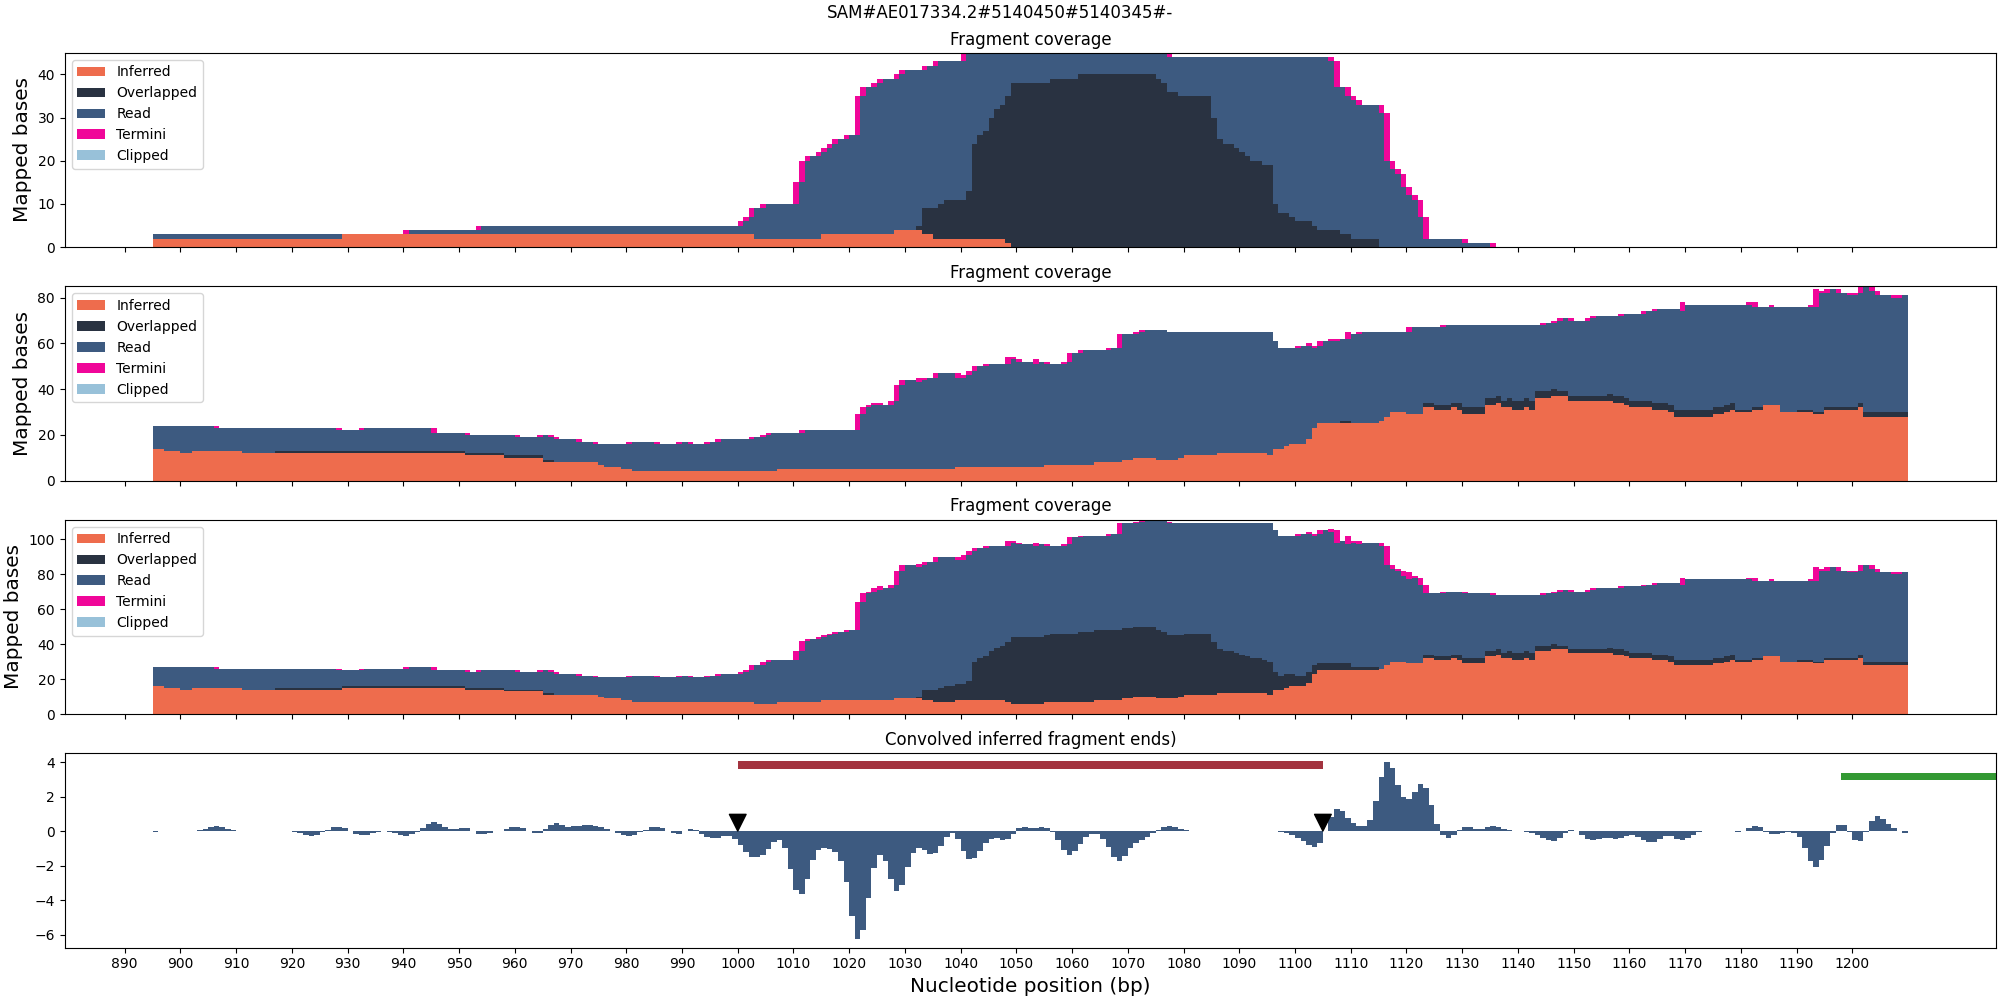 SAM#AE017334.2#5140450#5140345#-
Fragment coverage
Mapped bases
40
30
20
10
0
Inferred
Overlapped
Read
Termini
Clipped
Fragment coverage
Mapped bases
80
60
40
20
0
Inferred
Overlapped
Read
Termini
Clipped
Fragment coverage
Mapped bases
100
80
60
40
20
0
Inferred
Overlapped
Read
Termini
Clipped
Convolved inferred fragment ends)
4
2
0
−2
−4
−6
890 900 910 920 930 940 950 960 970 980 990 1000 1010 1020 1030 1040 1050 1060 1070 1080 1090 1100 1110 1120 1130 1140 1150 1160 1170 1180 1190 1200
Nucleotide position (bp)